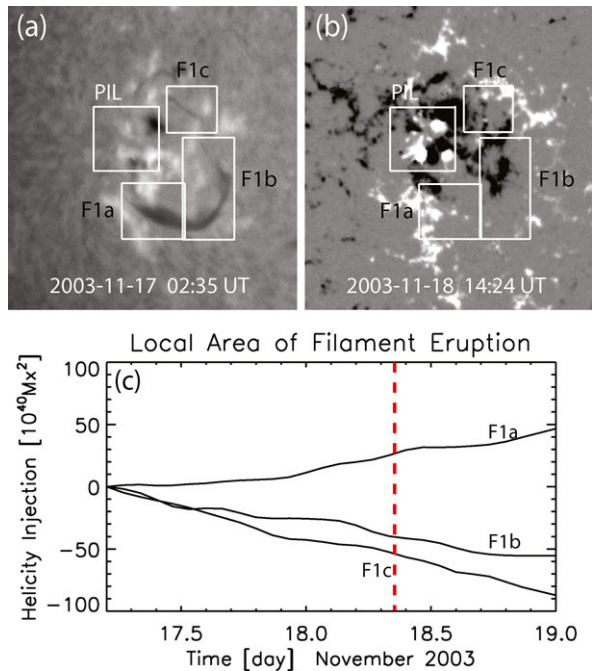 (a)
F1c
PIL
F1b
F1a
2003-11-17 02:35 UT
(b)
F1c
PIL
F1b
F1a
2003-11-18 14:24 UT
Local Area of Filament Eruption
(c)
Helicity Injection [10⁴⁰Mx²]
100
50
0
-50
-100
F1a
F1b
F1c
17.5 18.0 18.5 19.0
Time [day] November 2003